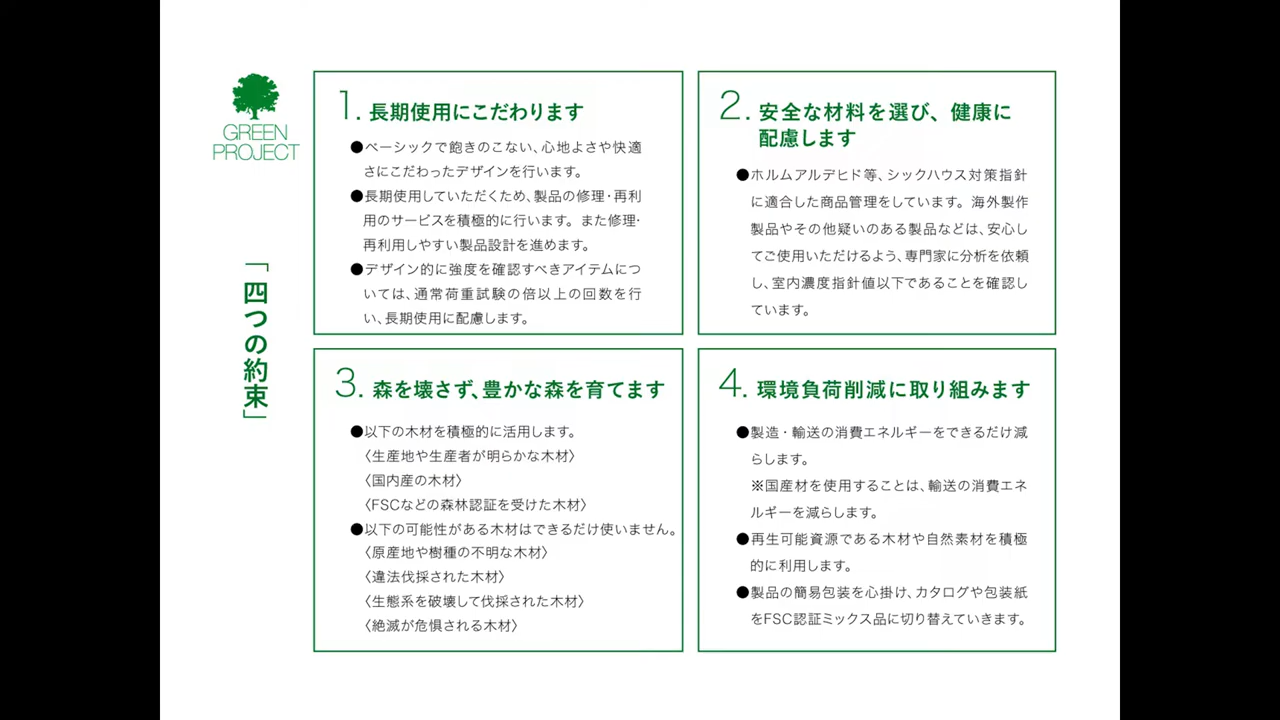 GREEN
PROJECT
「四つの約束」
1. 長期使用にこだわります
●ベーシックで飽きのこない、心地よさや快適
さにこだわったデザインを行います。
●長期使用していただくため、製品の修理・再利
用のサービスを積極的に行います。また修理・
再利用しやすい製品設計を進めます。
●デザイン的に強度を確認すべきアイテムにつ
いては、通常荷重試験の倍以上の回数を行
い、長期使用に配慮します。
2. 安全な材料を選び、健康に
配慮します
●ホルムアルデヒド等、シックハウス対策指針
に適合した商品管理をしています。海外製作
製品やその他疑いのある製品などは、安心し
てご使用いただけるよう、専門家に分析を依頼
し、室内濃度指針値以下であることを確認し
ています。
3. 森を壊さず、豊かな森を育てます
●以下の木材を積極的に活用します。
〈生産地や生産者が明らかな木材〉
〈国内産の木材〉
〈FSCなどの森林認証を受けた木材〉
●以下の可能性がある木材はできるだけ使いません。
〈原産地や樹種の不明な木材〉
〈違法伐採された木材〉
〈生態系を破壊して伐採された木材〉
〈絶滅が危惧される木材〉
4. 環境負荷削減に取り組みます
●製造・輸送の消費エネルギーをできるだけ減
らします。
※国産材を使用することは、輸送の消費エネ
ルギーを減らします。
●再生可能資源である木材や自然素材を積極
的に利用します。
●製品の簡易包装を心掛け、カタログや包装紙
をFSC認証ミックス品に切り替えていきます。